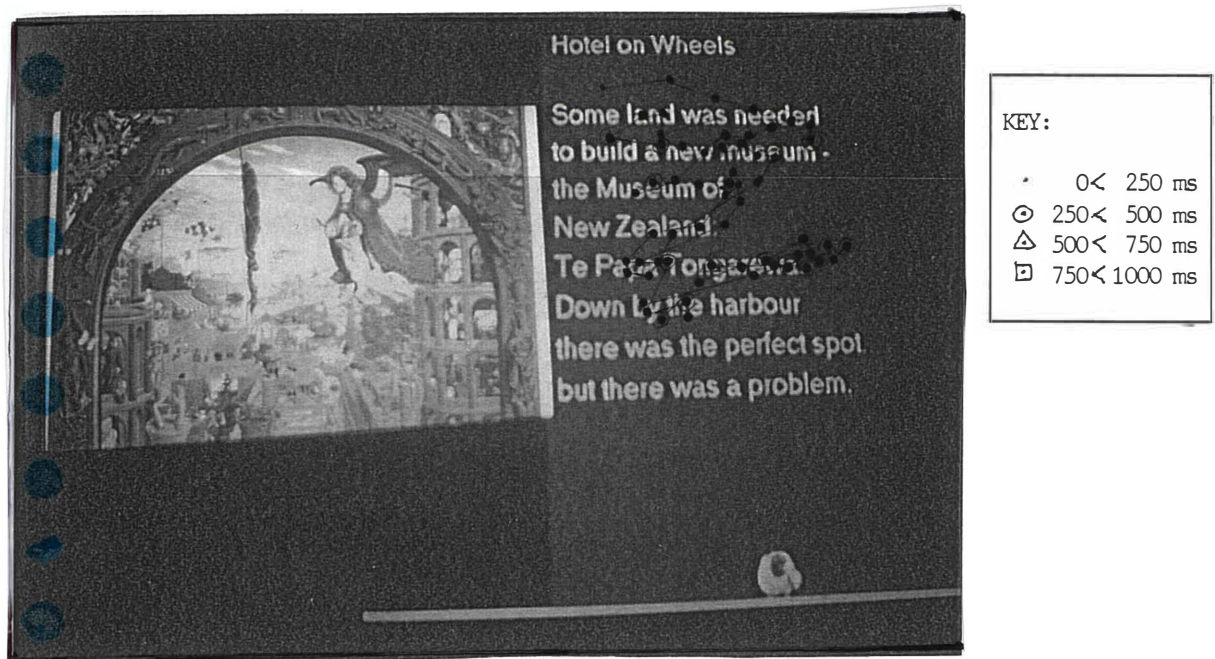 Hotel on Wheels
Some land was needed
to build a new museum -
the Museum of
New Zealand:
Te Papa Tongarewa.
Down by the harbour
there was the perfect spot
but there was a problem.
KEY:
0< 250 ms
250< 500 ms
500< 750 ms
750< 1000 ms